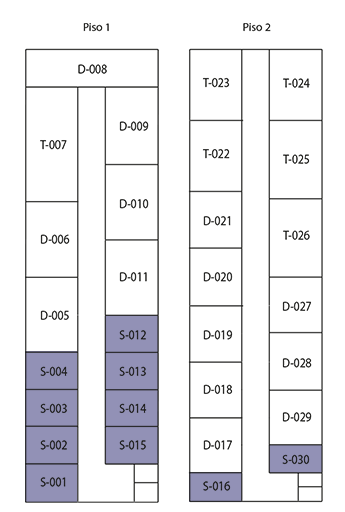 Piso 1
D-008
T-007
D-006
D-005
S-004
S-003
S-002
S-001
D-009
D-010
D-011
S-012
S-013
S-014
S-015
Piso 2
T-023
T-022
D-021
D-020
D-019
D-018
D-017
S-016
T-024
T-025
T-026
D-027
D-028
D-029
S-030